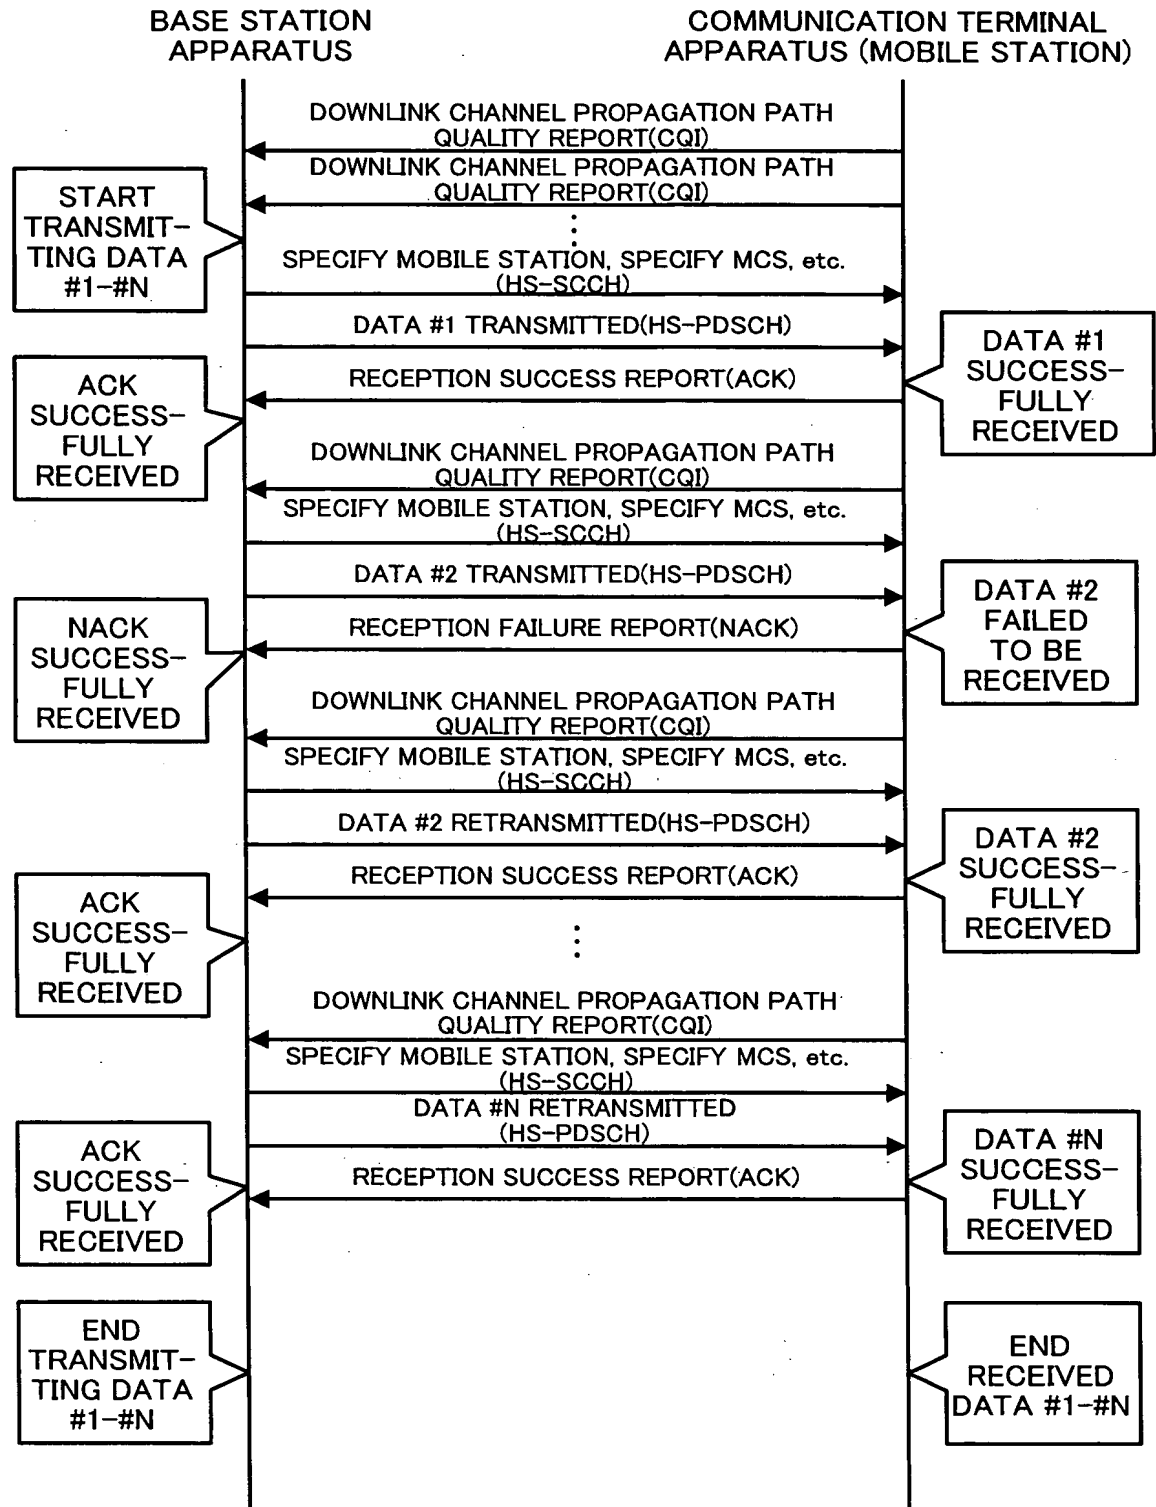 BASE STATION
APPARATUS
COMMUNICATION TERMINAL
APPARATUS (MOBILE STATION)
DOWNLINK CHANNEL PROPAGATION PATH
QUALITY REPORT(CQI)
DOWNLINK CHANNEL PROPAGATION PATH
QUALITY REPORT(CQI)
START
TRANSMIT-
TING DATA
#1-#N
SPECIFY MOBILE STATION, SPECIFY MCS, etc.
(HS-SCCH)
DATA #1 TRANSMITTED(HS-PDSCH)
DATA #1
SUCCESS-
FULLY
RECEIVED
RECEPTION SUCCESS REPORT(ACK)
ACK
SUCCESS-
FULLY
RECEIVED
DOWNLINK CHANNEL PROPAGATION PATH
QUALITY REPORT(CQI)
SPECIFY MOBILE STATION, SPECIFY MCS, etc.
(HS-SCCH)
DATA #2 TRANSMITTED(HS-PDSCH)
DATA #2
FAILED
TO BE
RECEIVED
RECEPTION FAILURE REPORT(NACK)
NACK
SUCCESS-
FULLY
RECEIVED
DOWNLINK CHANNEL PROPAGATION PATH
QUALITY REPORT(CQI)
SPECIFY MOBILE STATION, SPECIFY MCS, etc.
(HS-SCCH)
DATA #2 RETRANSMITTED(HS-PDSCH)
DATA #2
SUCCESS-
FULLY
RECEIVED
RECEPTION SUCCESS REPORT(ACK)
ACK
SUCCESS-
FULLY
RECEIVED
DOWNLINK CHANNEL PROPAGATION PATH
QUALITY REPORT(CQI)
SPECIFY MOBILE STATION, SPECIFY MCS, etc.
(HS-SCCH)
DATA #N RETRANSMITTED
(HS-PDSCH)
DATA #N
SUCCESS-
FULLY
RECEIVED
RECEPTION SUCCESS REPORT(ACK)
ACK
SUCCESS-
FULLY
RECEIVED
END
TRANSMIT-
TING DATA
#1-#N
END
RECEIVED
DATA #1-#N